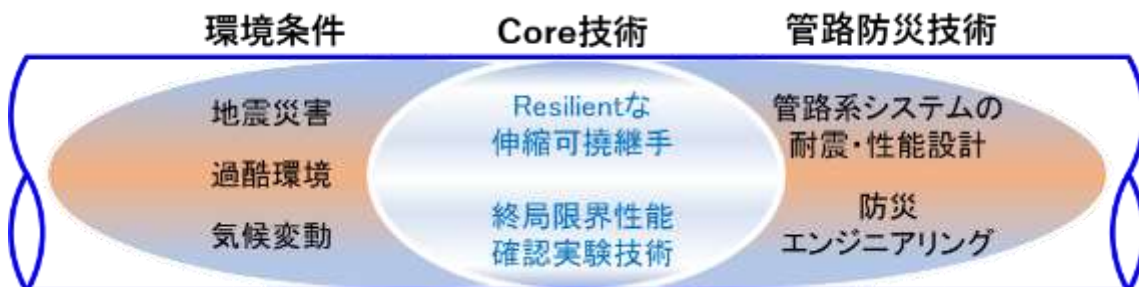 環境条件
Core技術
管路防災技術
地震災害
過酷環境
気候変動
Resilientな
伸縮可撓継手
終局限界性能
確認実験技術
管路系システムの
耐震・性能設計
防災
エンジニアリング